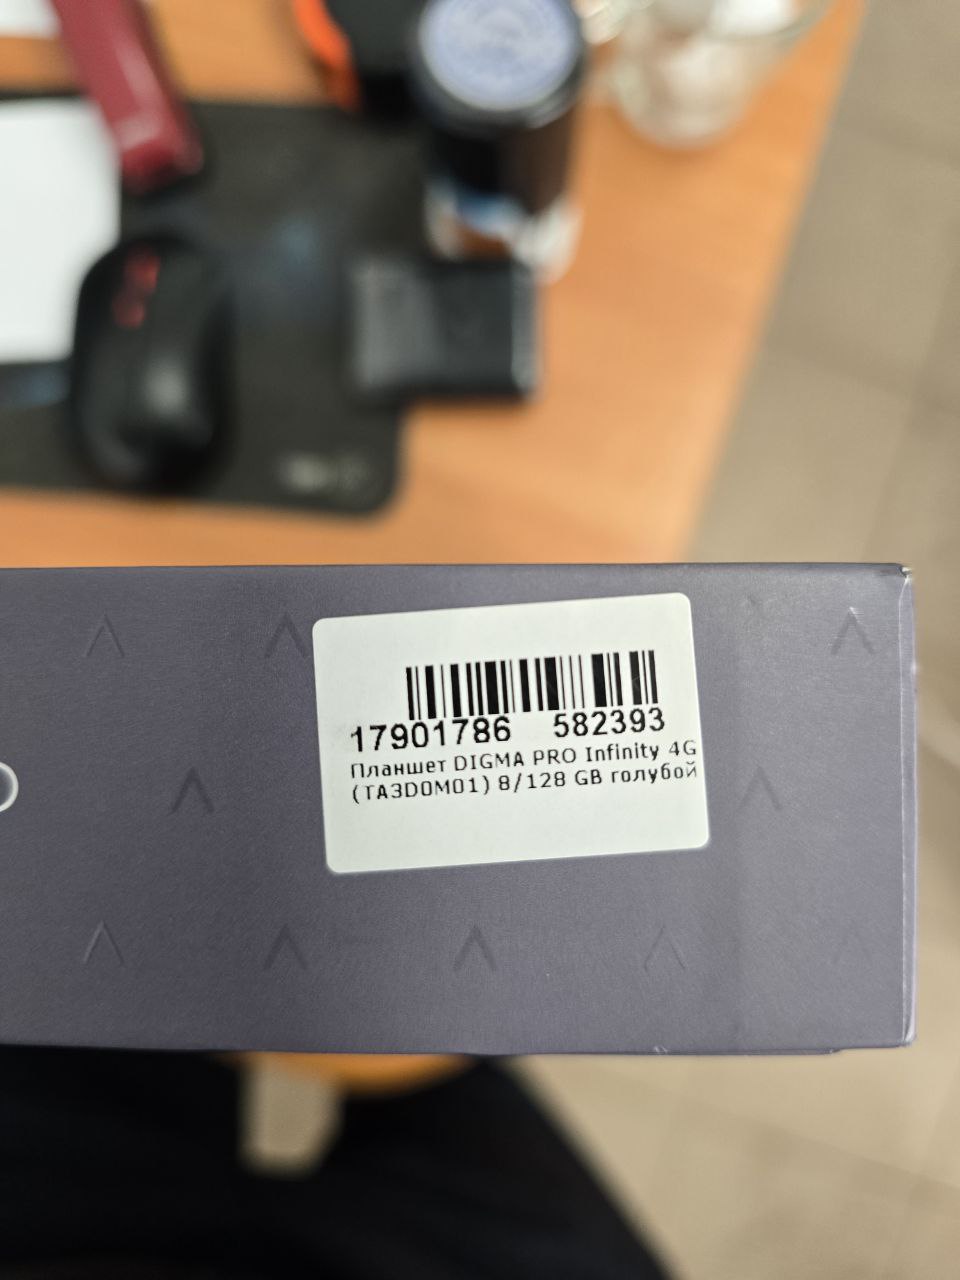 17901786 582393
Планшет DIGMA PRO Infinity 4G
(TA3D0M01) 8/128 GB голубой